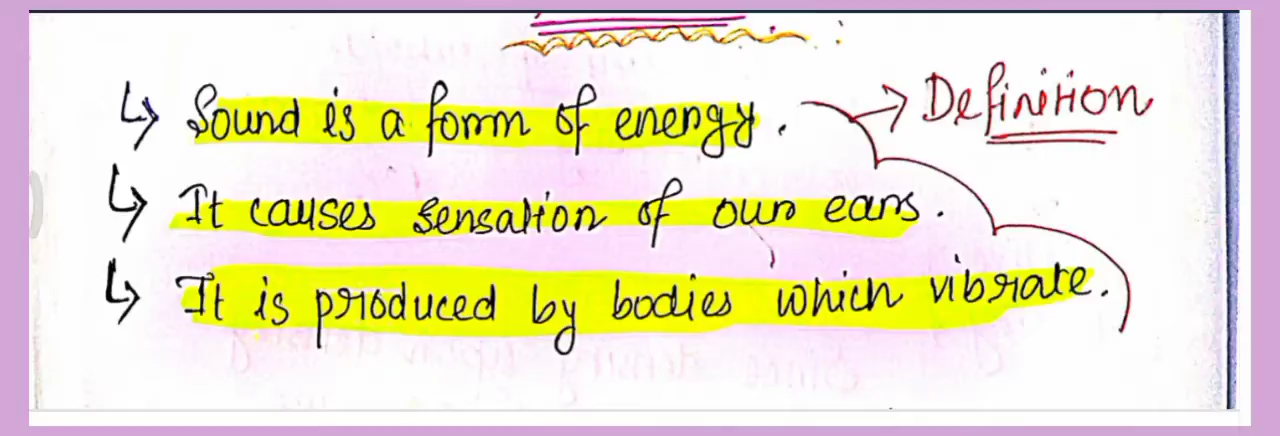 ↳ Sound is a form of energy. → Definition
↳ It causes sensation of our ears.
↳ It is produced by bodies which vibrate.